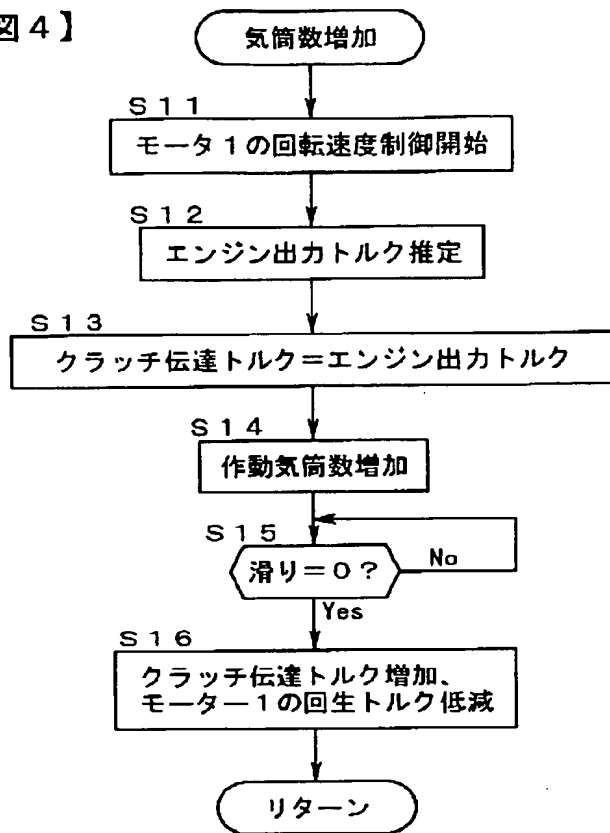 図４】
気筒数増加
Ｓ１１
モータ１の回転速度制御開始
Ｓ１２
エンジン出力トルク推定
Ｓ１３
クラッチ伝達トルク＝エンジン出力トルク
Ｓ１４
作動気筒数増加
Ｓ１５
滑り＝０？
No
Yes
Ｓ１６
クラッチ伝達トルク増加、
モーター１の回生トルク低減
リターン